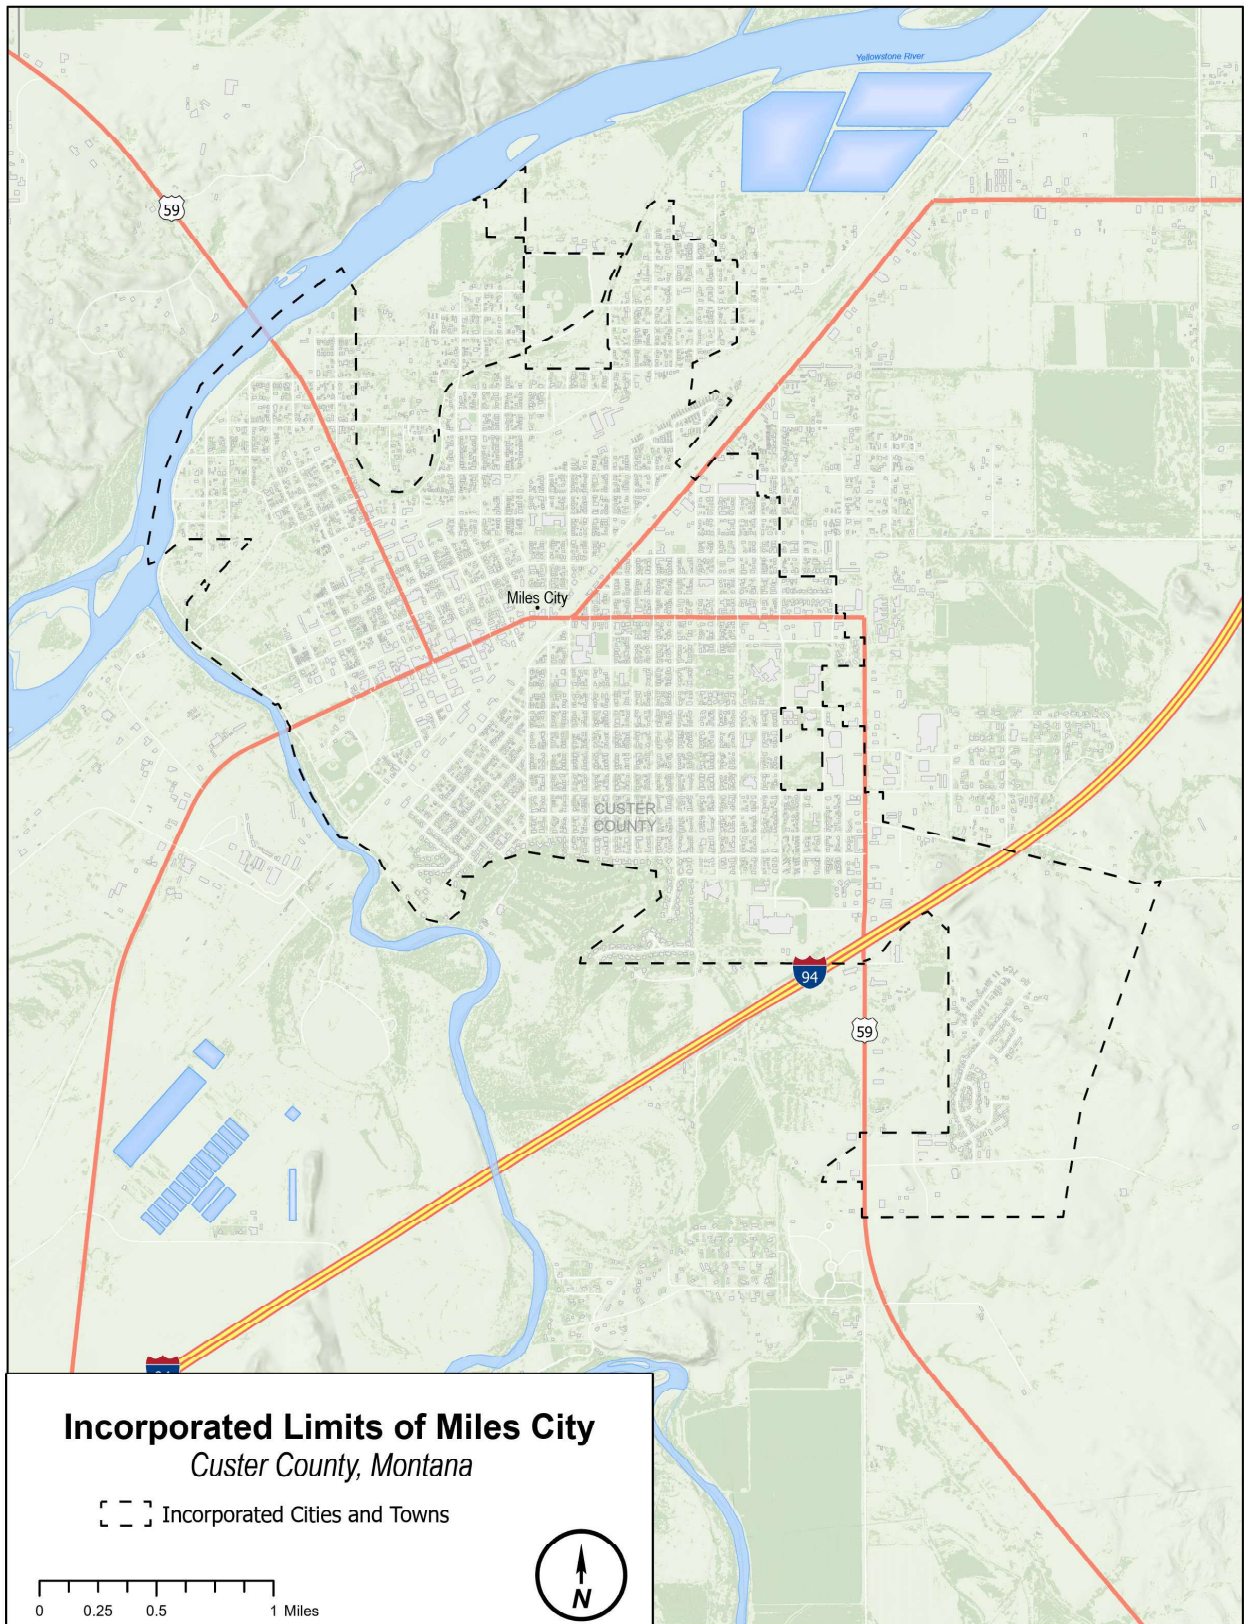 Yellowstone River
59
Miles City
CUSTER
COUNTY
94
59
Incorporated Limits of Miles City
Custer County, Montana
Incorporated Cities and Towns
0 0.25 0.5 1 Miles
N